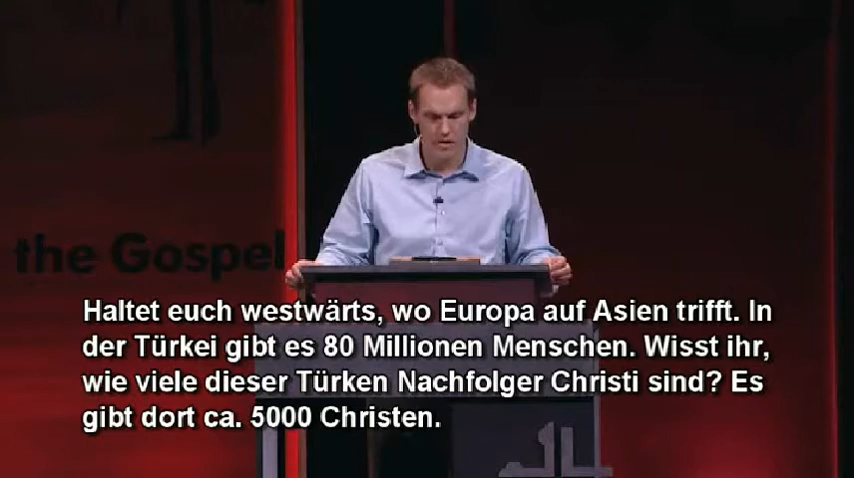 the Gospel
Haltet euch westwärts, wo Europa auf Asien trifft. In
der Türkei gibt es 80 Millionen Menschen. Wisst ihr,
wie viele dieser Türken Nachfolger Christi sind? Es
gibt dort ca. 5000 Christen.